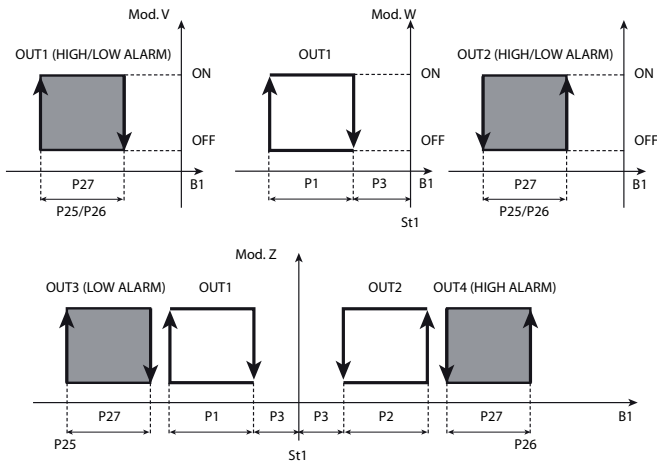 Mod. V
Mod. W
OUT1 (HIGH/LOW ALARM)
OUT1
OUT2 (HIGH/LOW ALARM)
ON
ON
ON
OFF
OFF
OFF
P27
B1
P1
P3
B1
P27
B1
P25/P26
St1
P25/P26
Mod. Z
OUT3 (LOW ALARM)
OUT1
OUT2
OUT4 (HIGH ALARM)
P27
P1
P3
P3
P2
P27
B1
P25
St1
P26